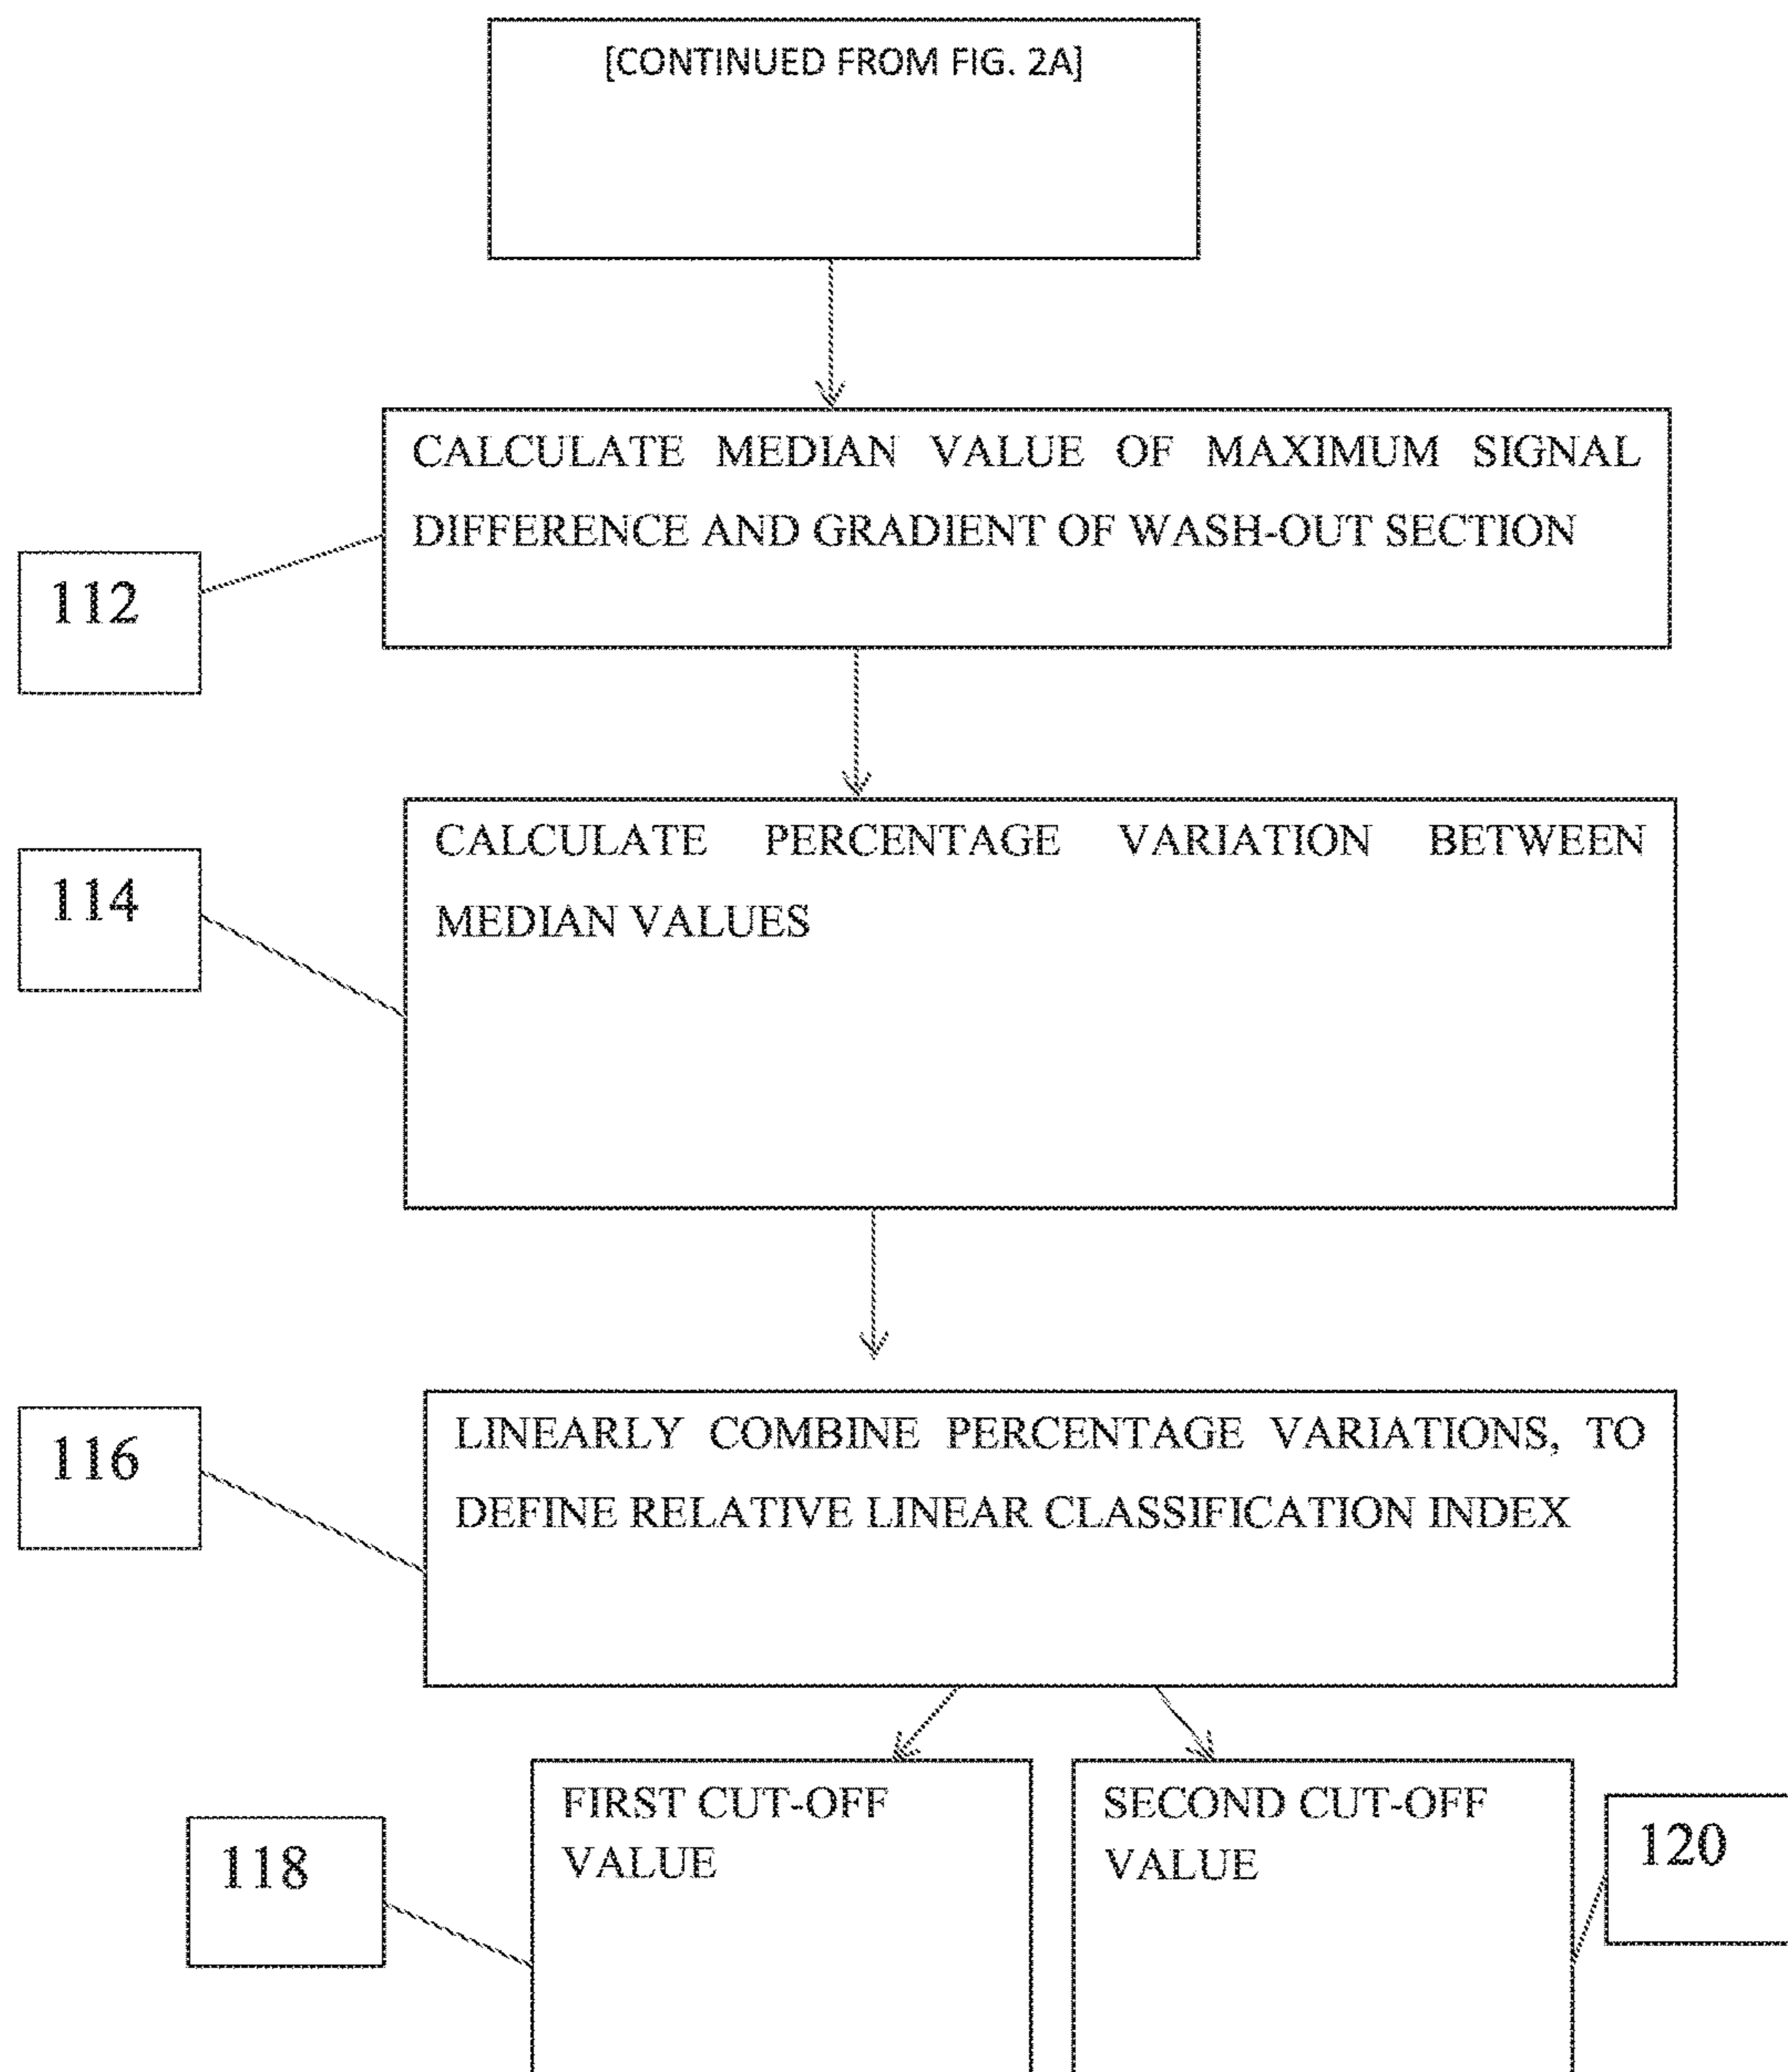 [CONTINUED FROM FIG. 2A]
CALCULATE MEDIAN VALUE OF MAXIMUM SIGNAL
DIFFERENCE AND GRADIENT OF WASH-OUT SECTION
112
CALCULATE PERCENTAGE VARIATION BETWEEN
MEDIAN VALUES
114
LINEARLY COMBINE PERCENTAGE VARIATIONS, TO
DEFINE RELATIVE LINEAR CLASSIFICATION INDEX
116
FIRST CUT-OFF
VALUE
118
SECOND CUT-OFF
VALUE
120